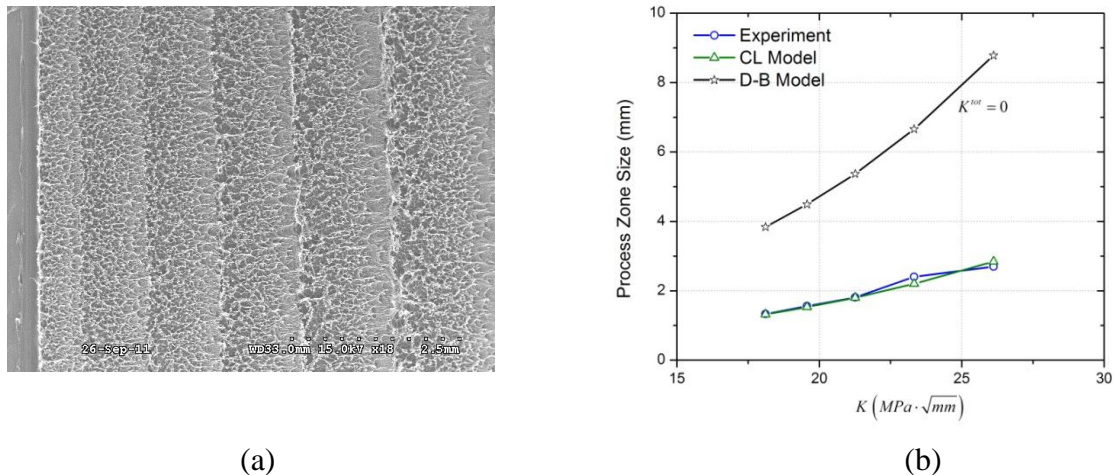 26-Sep-11 WD33.0mm 15.0kV x18 2.5mm
(a)
10
8
6
4
2
0
Process Zone Size (mm)
Experiment
CL Model
D-B Model
K^{tot} = 0
15 20 25 30
K (MPa·√mm)
(b)